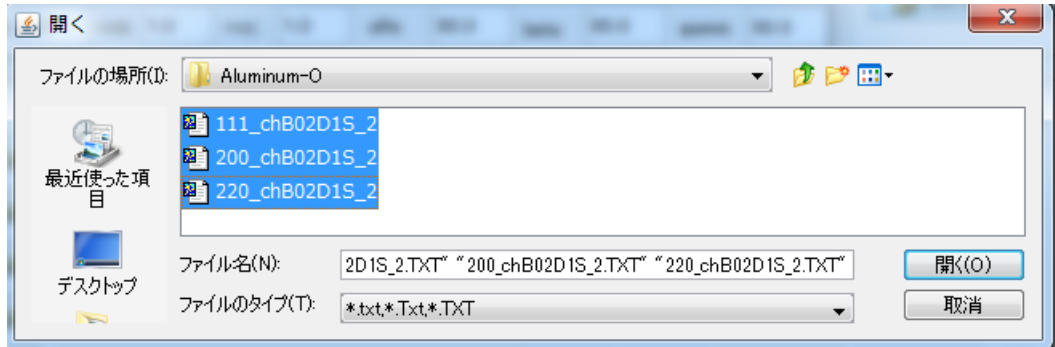 開く
ファイルの場所(I):
Aluminum-O
111_chB02D1S_2
200_chB02D1S_2
220_chB02D1S_2
最近使った項
目
デスクトップ
ファイル名(N):
2D1S_2.TXT" "200_chB02D1S_2.TXT" "220_chB02D1S_2.TXT"
開く(O)
ファイルのタイプ(T):
*.txt,*.Txt,*.TXT
取消